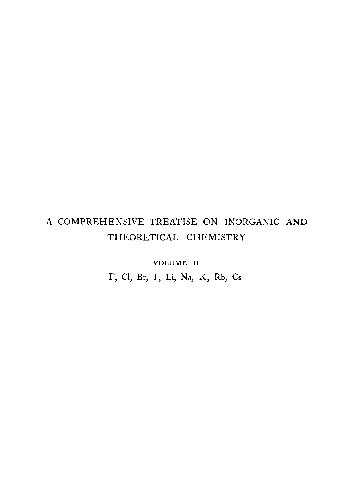 A COMPREHENSIVE TREATISE ON INORGANIC AND
THEORETICAL CHEMISTRY
VOLUME II
F, Cl, Br, I, Li, Na, K, Rb, Cs